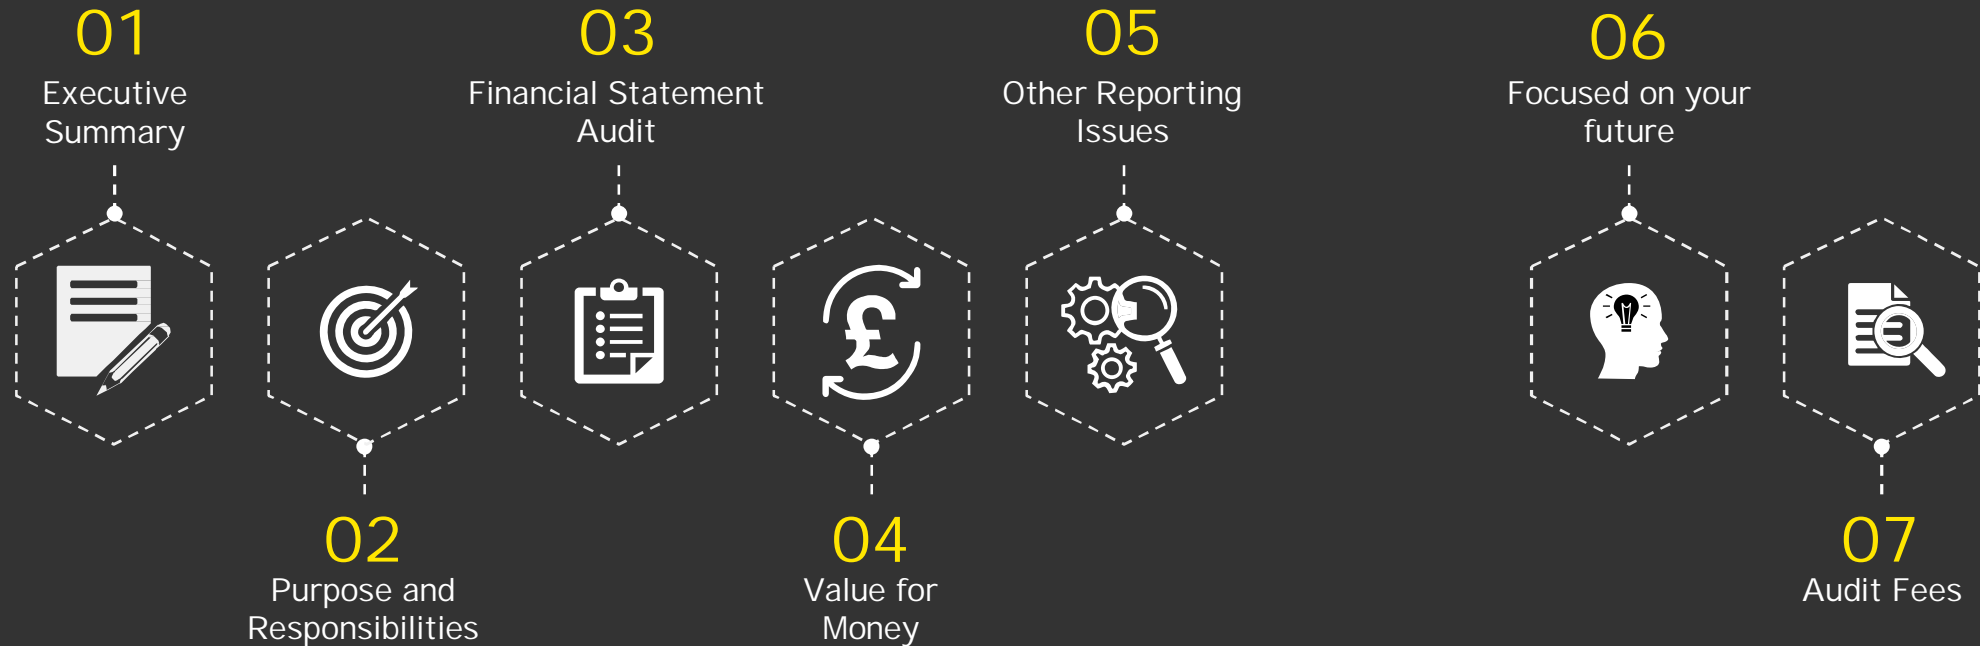 01
Executive
Summary
02
Purpose and
Responsibilities
03
Financial Statement
Audit
04
Value for
Money
05
Other Reporting
Issues
06
Focused on your
future
07
Audit Fees